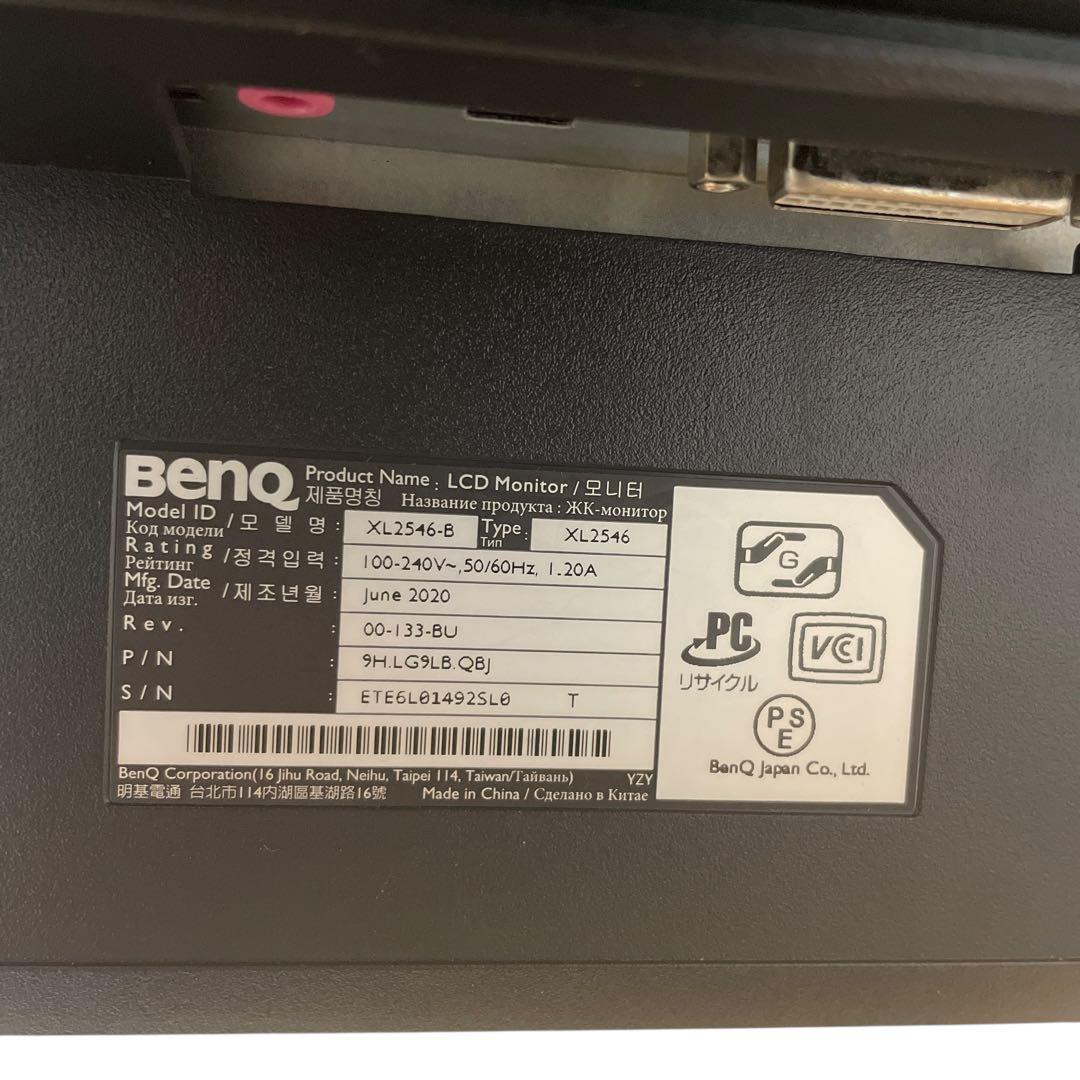 BenQ
Product Name : LCD Monitor / 모니터
제품명칭 Название продукта : ЖК-монитор
Model ID / 모 델 명 : XL2546-B Type : XL2546
Код модели Тип
Rating / 정격입력 : 100-240V~,50/60Hz, 1.20A
Рейтинг
Mfg. Date / 제조년월 : June 2020
Дата изг.
Rev. : 00-133-BU
P/N : 9H.LG9LB.QBJ
S/N : ETE6L01492SL0 T
BenQ Corporation(16 Jihu Road, Neihu, Taipei 114, Taiwan/Тайвань) YZY
明基電通 台北市114內湖區基湖路16號 Made in China / Сделано в Китае
G
PC
リサイクル
VCCI
PSE
BenQ Japan Co., Ltd.